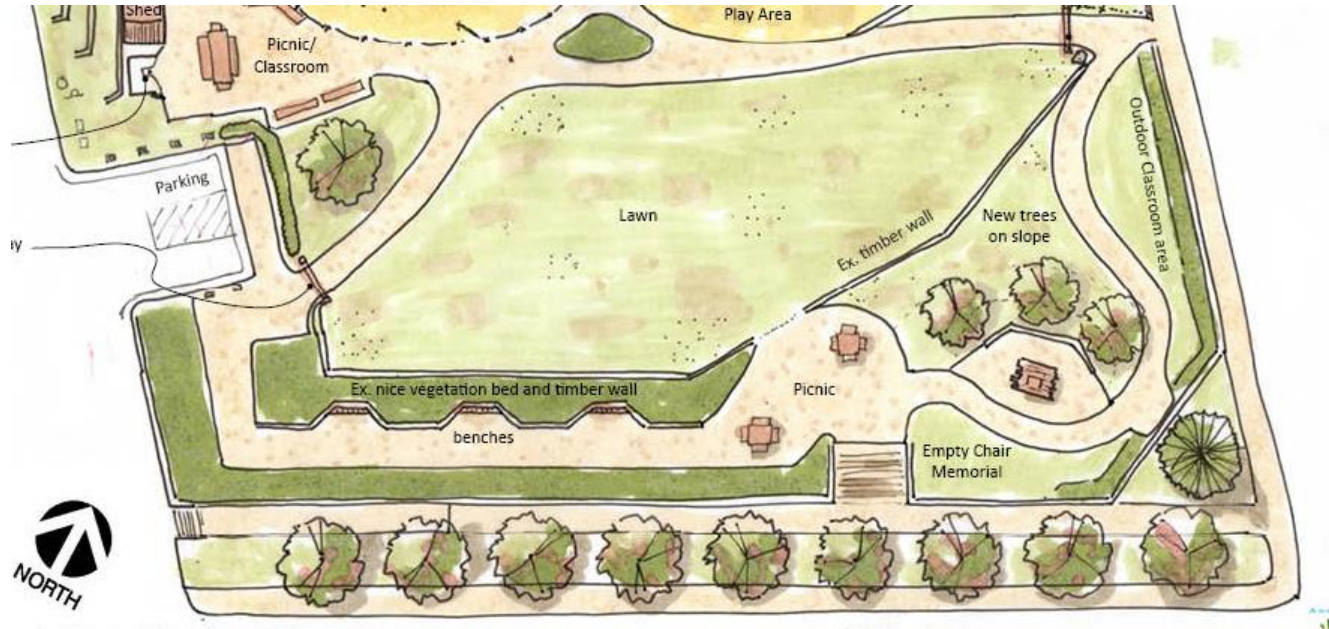 Shed
Play Area
Picnic/
Classroom
Parking
Outdoor Classroom area
Lawn
New trees
on slope
Ex. timber wall
Ex. nice vegetation bed and timber wall
Picnic
benches
Empty Chair
Memorial
NORTH